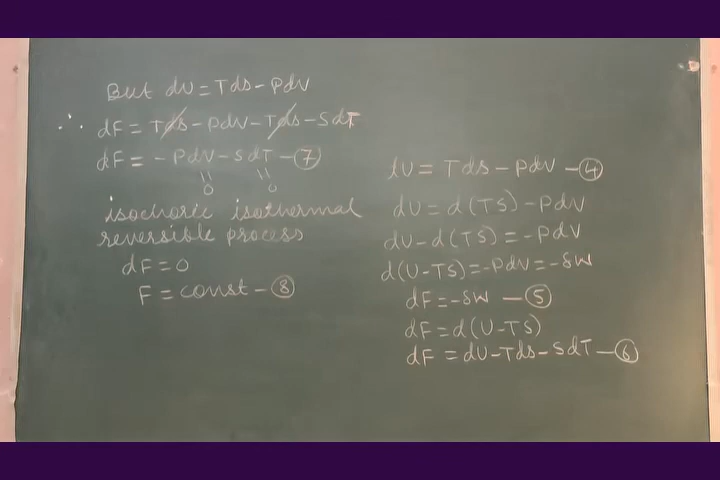 But dU = Tds - PdV
∴ dF = Tds - PdV - Tds - SdT
dF = - PdV - SdT - ⑦
|| ||
0 0
isochoric isothermal
reversible process
dF = 0
F = const - ⑧
dU = Tds - PdV - ④
dU = d(TS) - PdV
dU - d(TS) = - PdV
d(U-TS) = - PdV = - δW
dF = - δW - ⑤
dF = d(U - TS)
dF = dU - Tds - SdT - ⑥